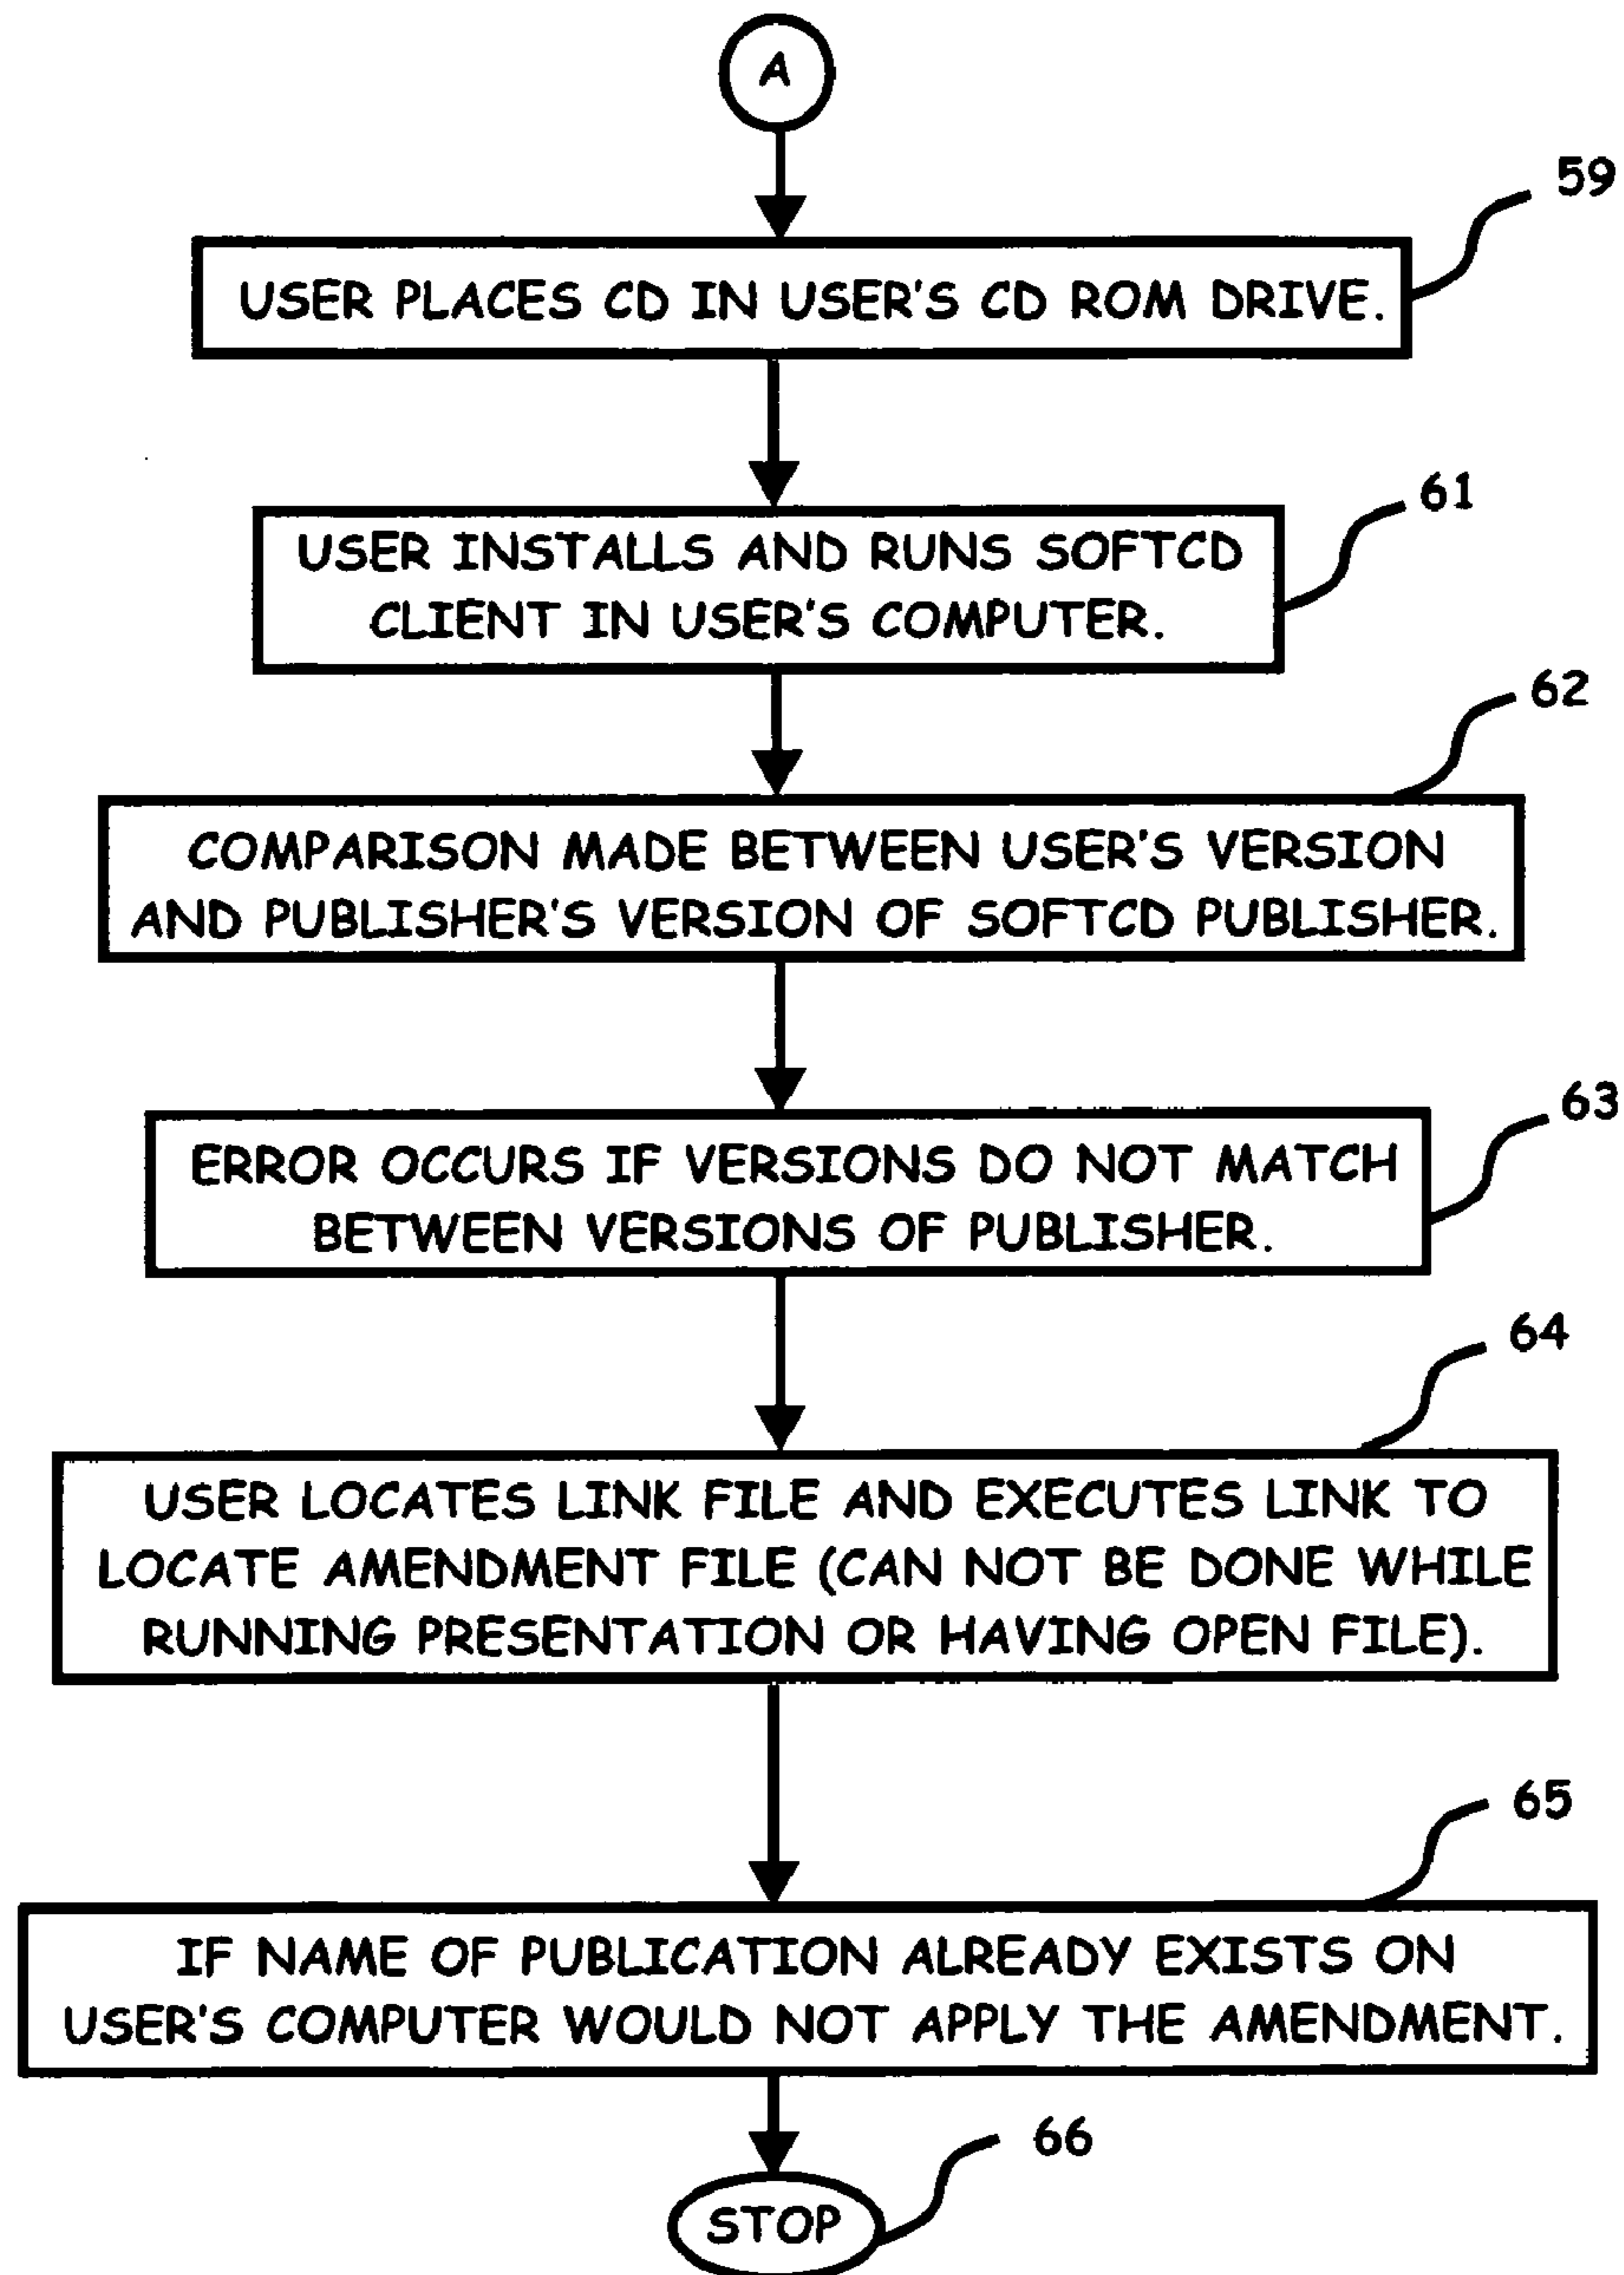 A
59
USER PLACES CD IN USER'S CD ROM DRIVE.
61
USER INSTALLS AND RUNS SOFTCD
CLIENT IN USER'S COMPUTER.
62
COMPARISON MADE BETWEEN USER'S VERSION
AND PUBLISHER'S VERSION OF SOFTCD PUBLISHER.
63
ERROR OCCURS IF VERSIONS DO NOT MATCH
BETWEEN VERSIONS OF PUBLISHER.
64
USER LOCATES LINK FILE AND EXECUTES LINK TO
LOCATE AMENDMENT FILE (CAN NOT BE DONE WHILE
RUNNING PRESENTATION OR HAVING OPEN FILE).
65
IF NAME OF PUBLICATION ALREADY EXISTS ON
USER'S COMPUTER WOULD NOT APPLY THE AMENDMENT.
66
STOP